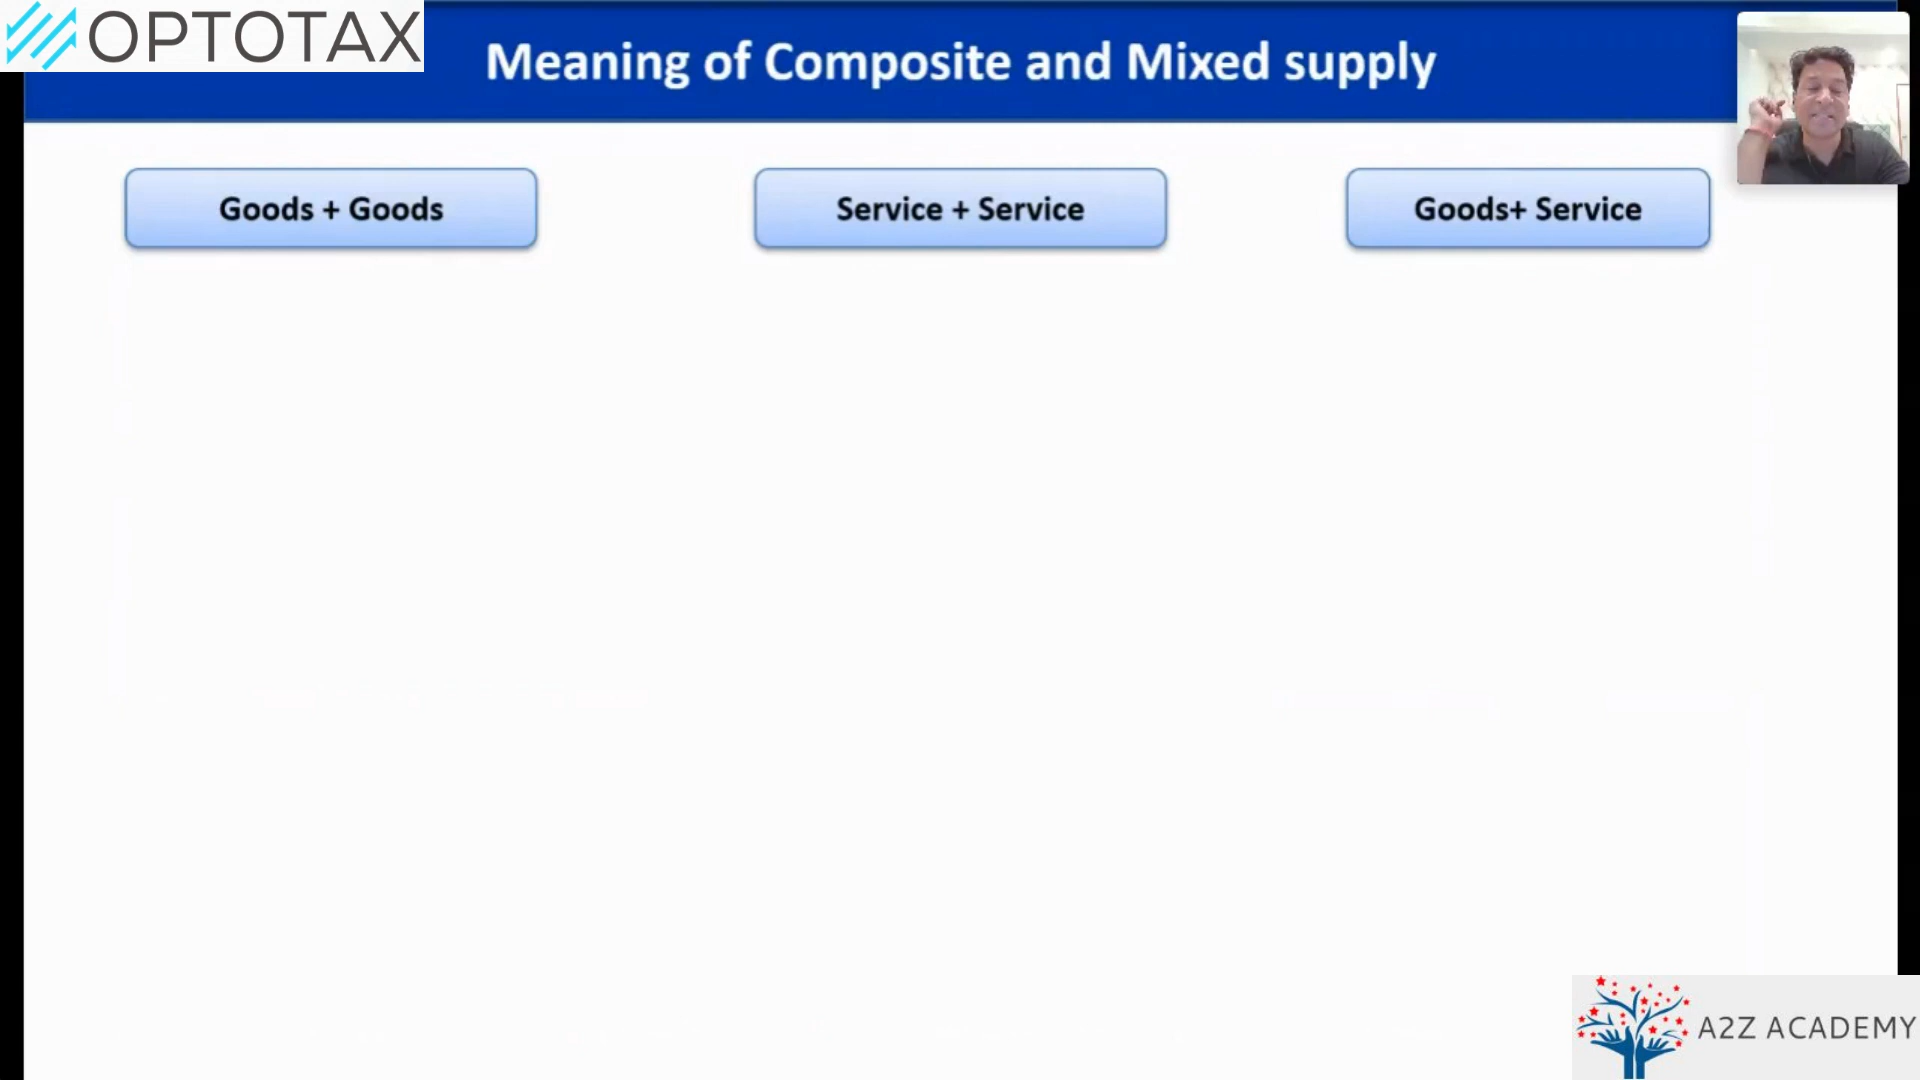 OPTOTAX
Meaning of Composite and Mixed supply
Goods + Goods
Service + Service
Goods+ Service
A2Z ACADEMY